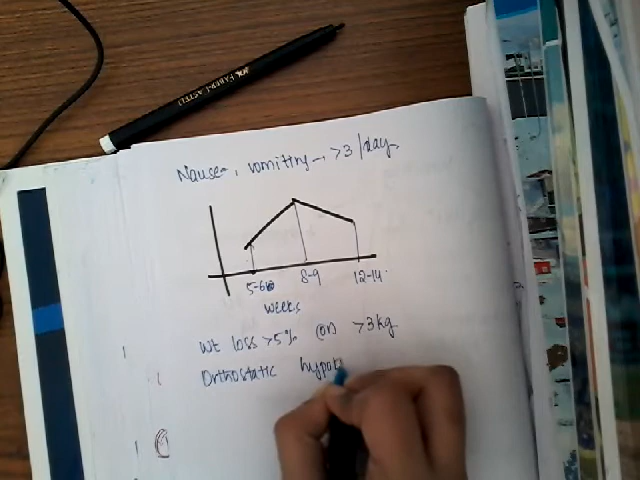 FABER-CASTELL
Nausea, vomiting → >3/day
5-6
8-9
12-14
weeks
Wt loss >5% (or) >3kg
Orthostatic hypot